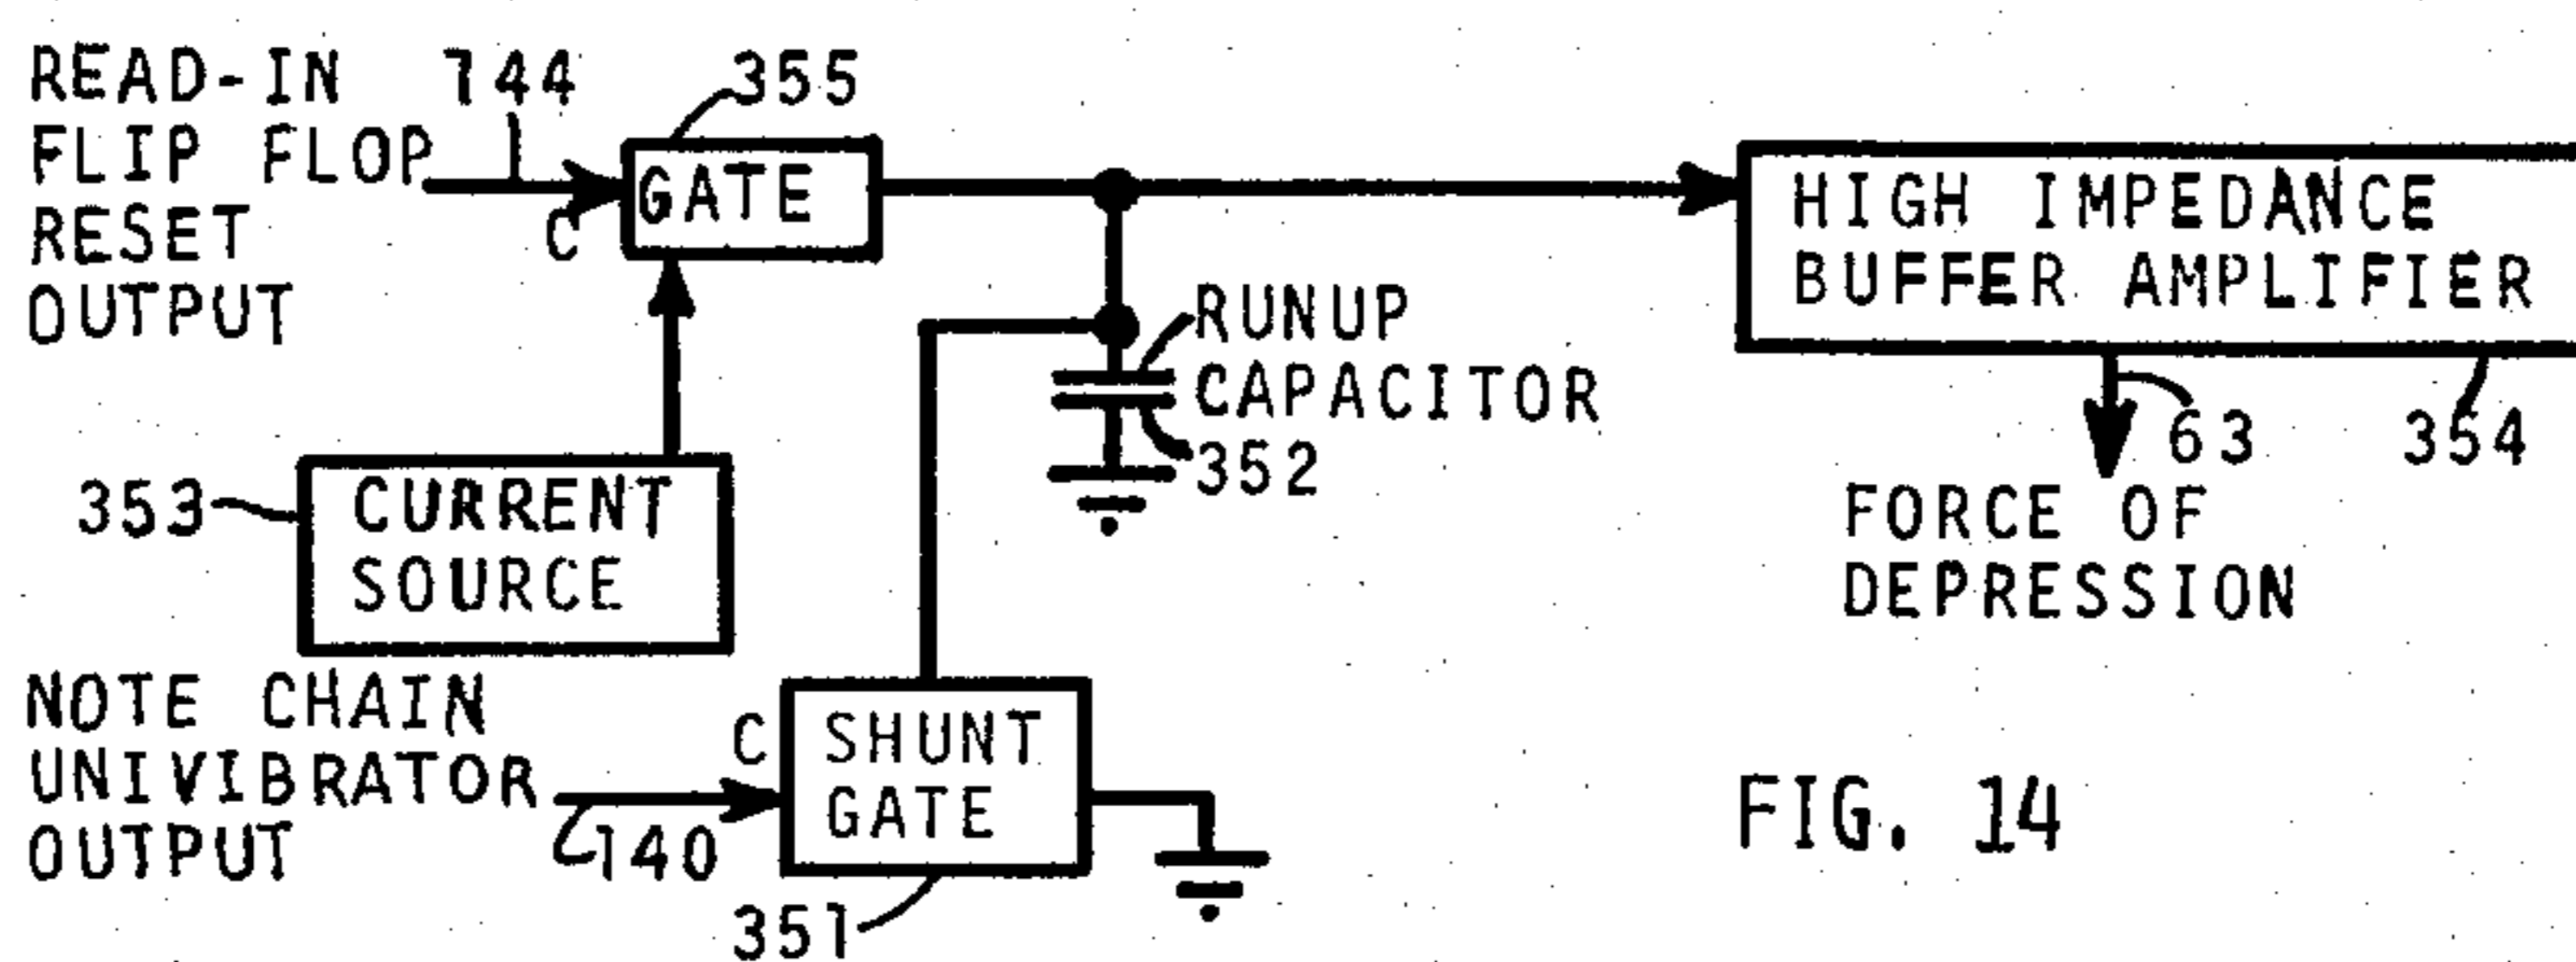 READ-IN 144
FLIP FLOP
RESET
OUTPUT
C
355
GATE
HIGH IMPEDANCE
BUFFER AMPLIFIER
RUNUP
CAPACITOR
352
63
354
FORCE OF
DEPRESSION
353
CURRENT
SOURCE
NOTE CHAIN
UNIVIBRATOR
OUTPUT
140
C
SHUNT
GATE
351
FIG. 14